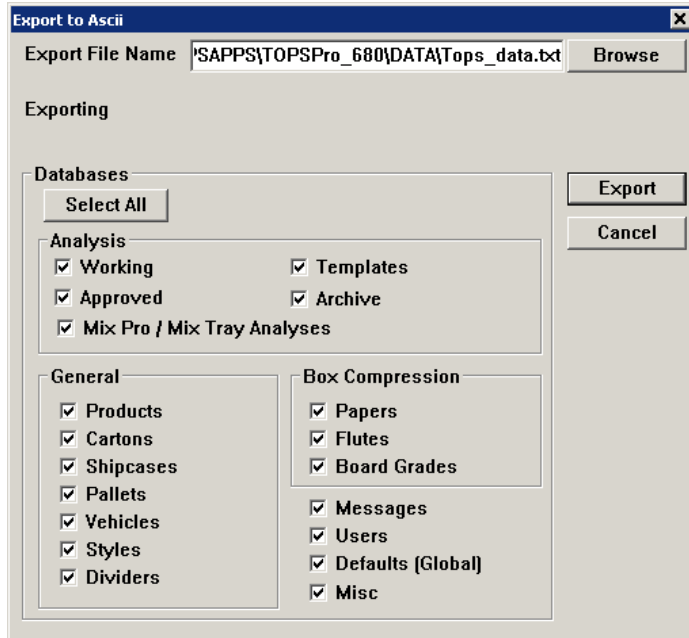 Export to Ascii
Export File Name 'SAPPS\TOPSPro_680\DATA\Tops_data.txt Browse
Exporting
Databases
Select All
Export
Cancel
Analysis
Working Templates
Approved Archive
Mix Pro / Mix Tray Analyses
General
Products
Cartons
Shipcases
Pallets
Vehicles
Styles
Dividers
Box Compression
Papers
Flutes
Board Grades
Messages
Users
Defaults (Global)
Misc